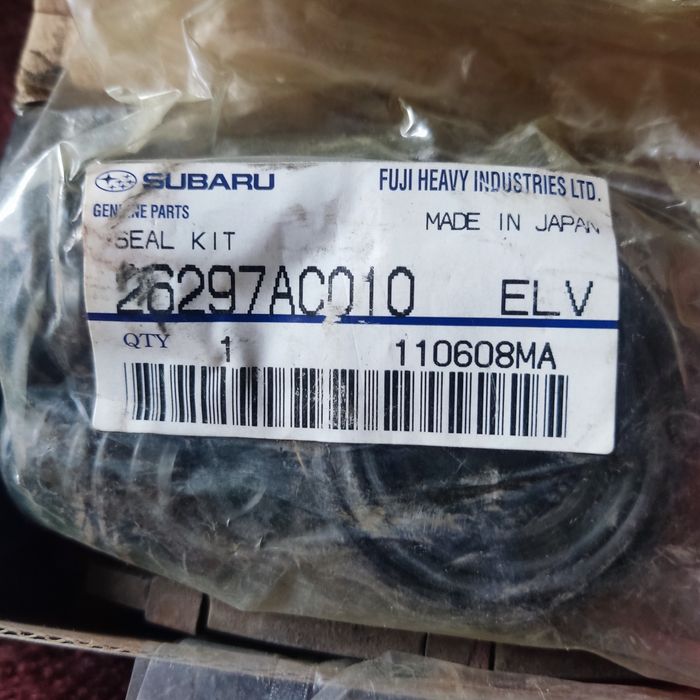 SUBARU FUJI HEAVY INDUSTRIES LTD.
GENUINE PARTS MADE IN JAPAN
SEAL KIT
26297AC010 ELV
QTY 1 110608MA